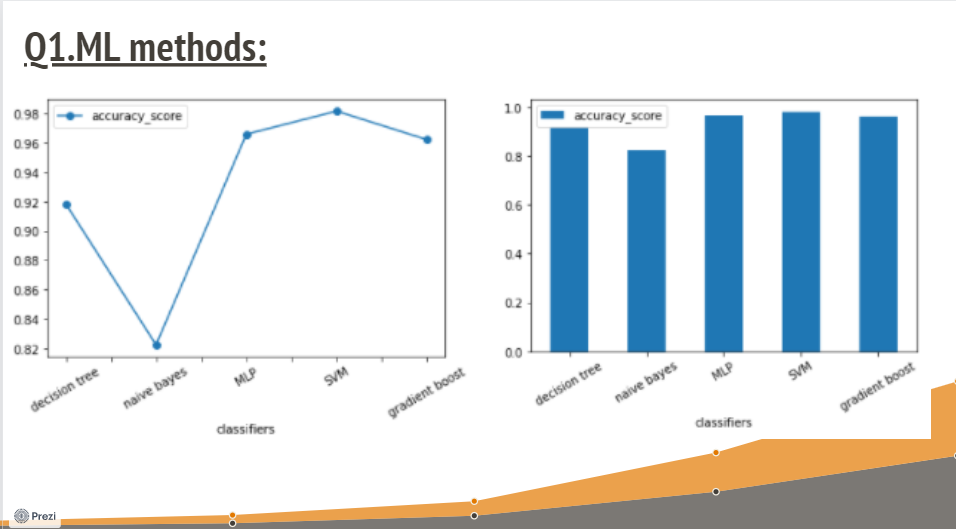 Q1.ML methods:
accuracy_score
0.98
0.96
0.94
0.92
0.90
0.88
0.86
0.84
0.82
decision tree
naive bayes
MLP
SVM
gradient boost
classifiers
accuracy_score
1.0
0.8
0.6
0.4
0.2
0.0
decision tree
naive bayes
MLP
SVM
gradient boost
classifiers
Prezi